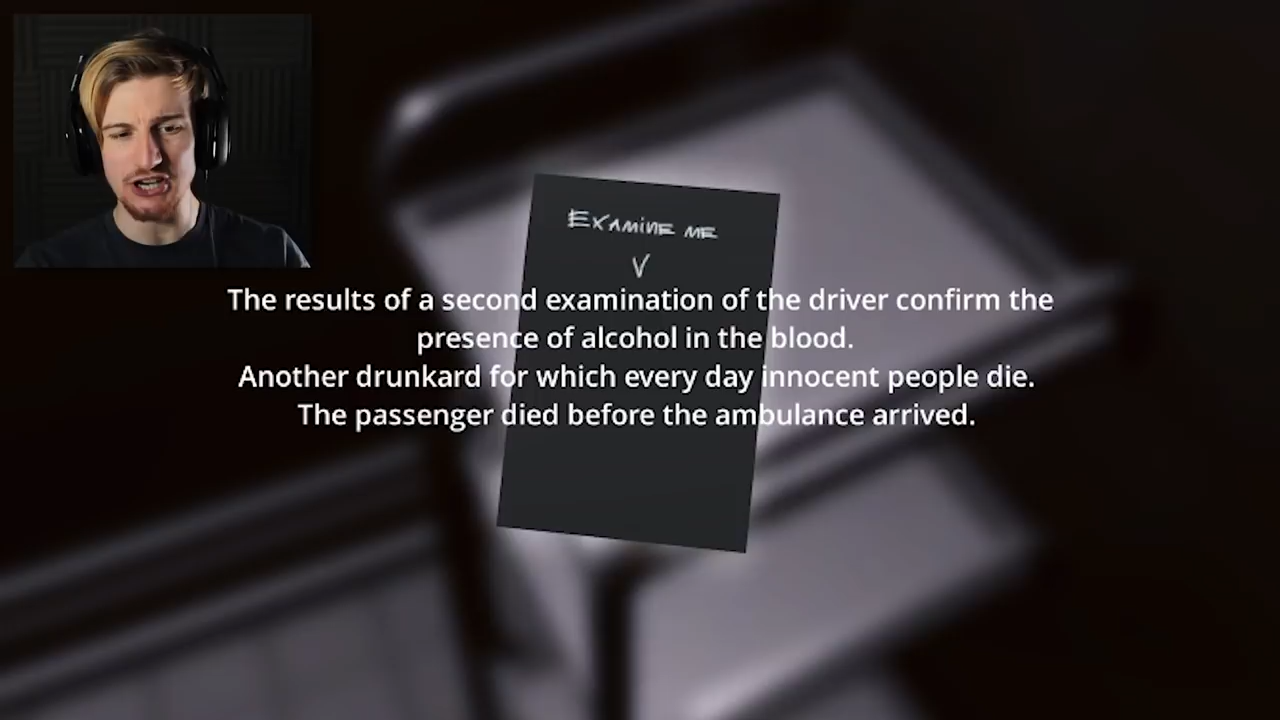 EXAMINE ME
V
The results of a second examination of the driver confirm the
presence of alcohol in the blood.
Another drunkard for which every day innocent people die.
The passenger died before the ambulance arrived.